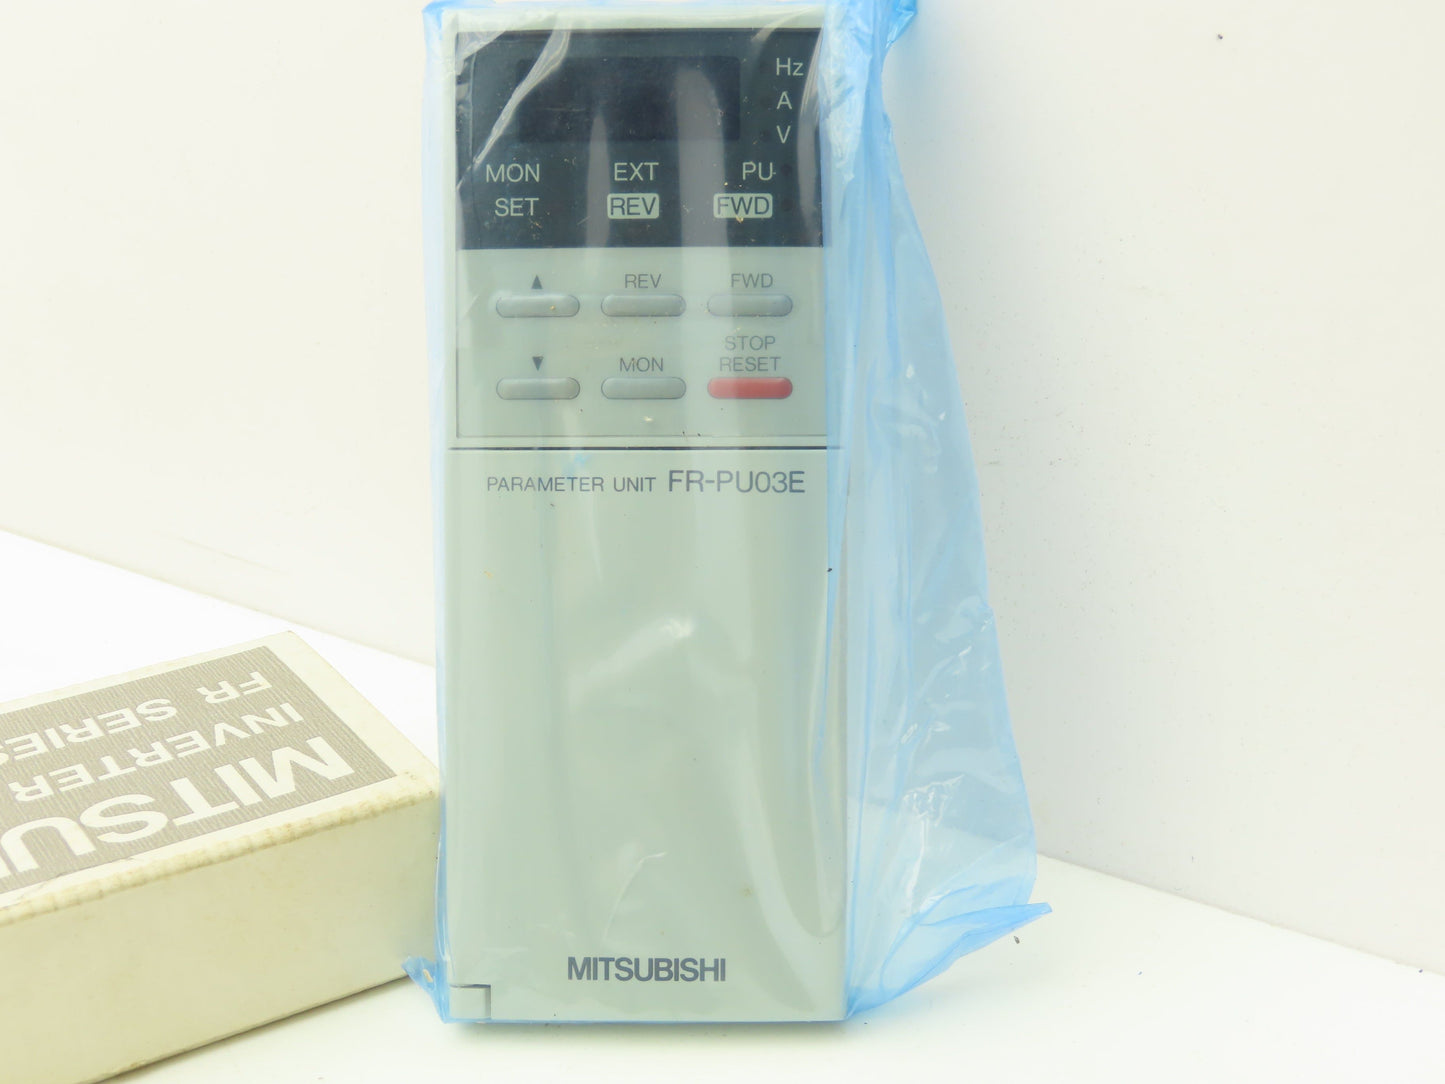 Hz
A
V
MON EXT PU
SET REV FWD
▲ REV FWD
STOP
▼ MON RESET
PARAMETER UNIT FR-PU03E
MITSUBISHI
MITSU
INVERTER
FR SERIES